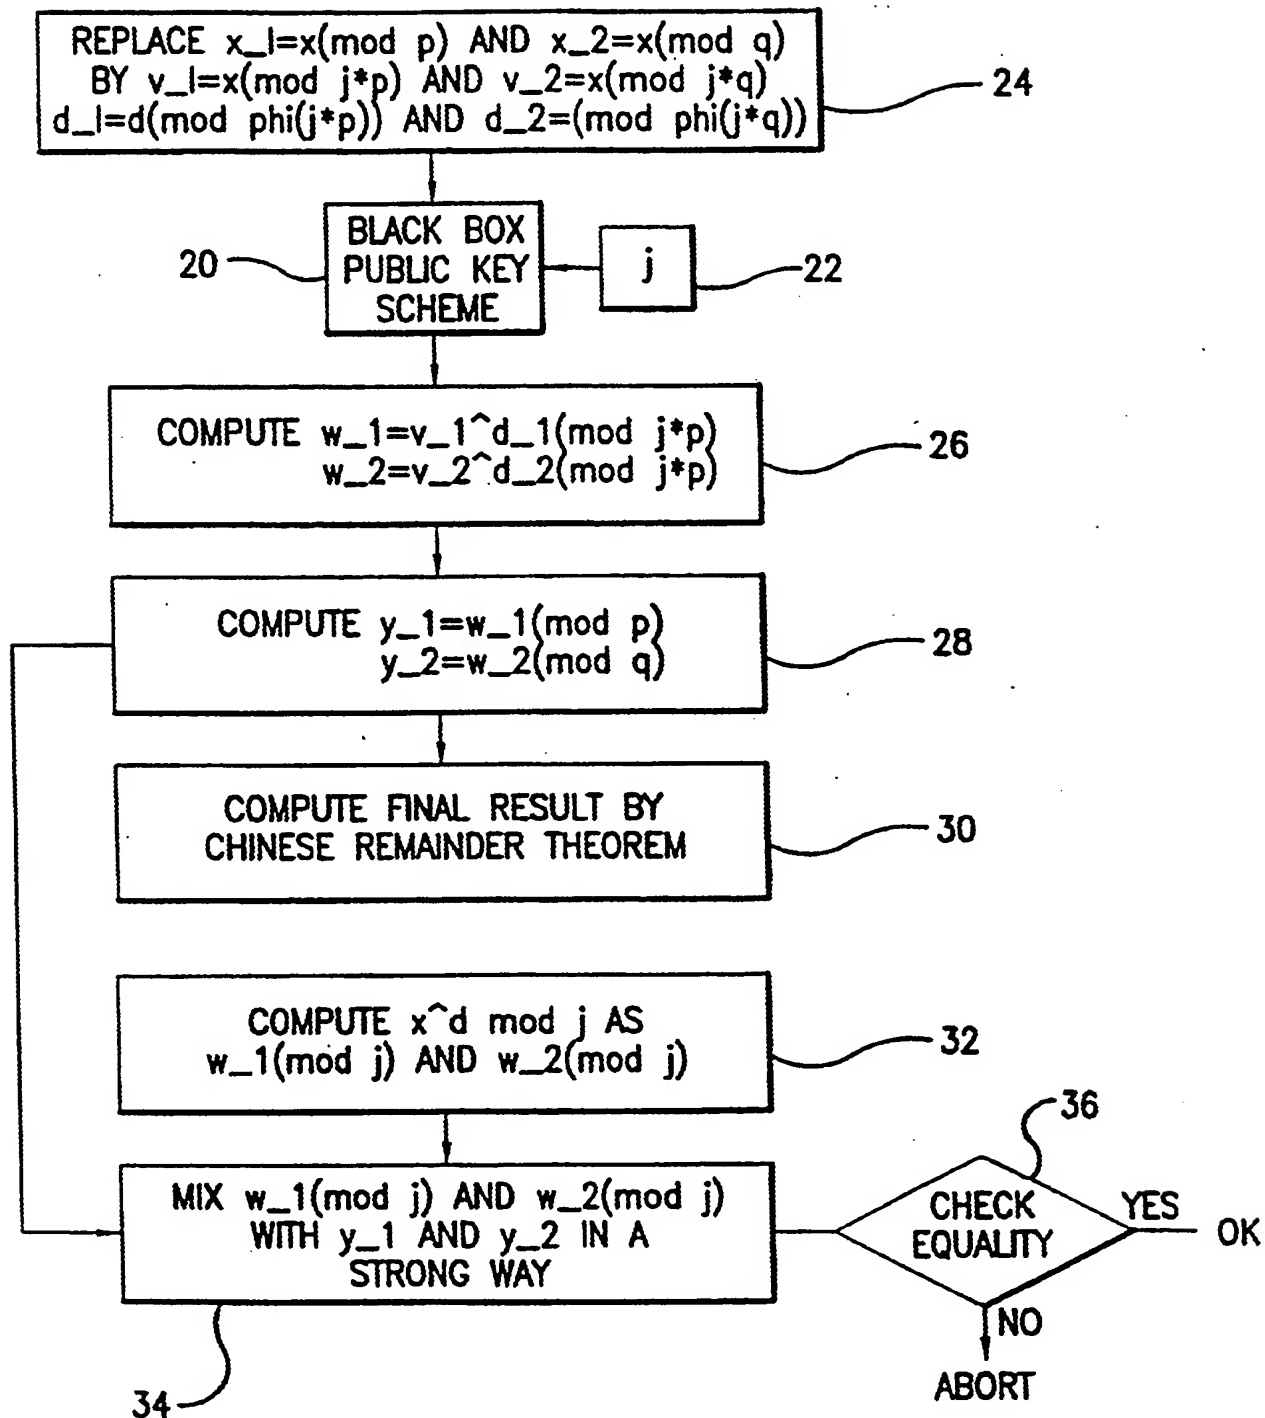 REPLACE x_l=x(mod p) AND x_2=x(mod q)
BY v_l=x(mod j*p) AND v_2=x(mod j*q)
d_l=d(mod phi(j*p)) AND d_2=(mod phi(j*q))
24
BLACK BOX
PUBLIC KEY
SCHEME
20
j
22
COMPUTE w_1=v_1^d_1(mod j*p)
w_2=v_2^d_2(mod j*p)
26
COMPUTE y_1=w_1(mod p)
y_2=w_2(mod q)
28
COMPUTE FINAL RESULT BY
CHINESE REMAINDER THEOREM
30
COMPUTE x^d mod j AS
w_1(mod j) AND w_2(mod j)
32
MIX w_1(mod j) AND w_2(mod j)
WITH y_1 AND y_2 IN A
STRONG WAY
34
36
CHECK
EQUALITY
YES
OK
NO
ABORT